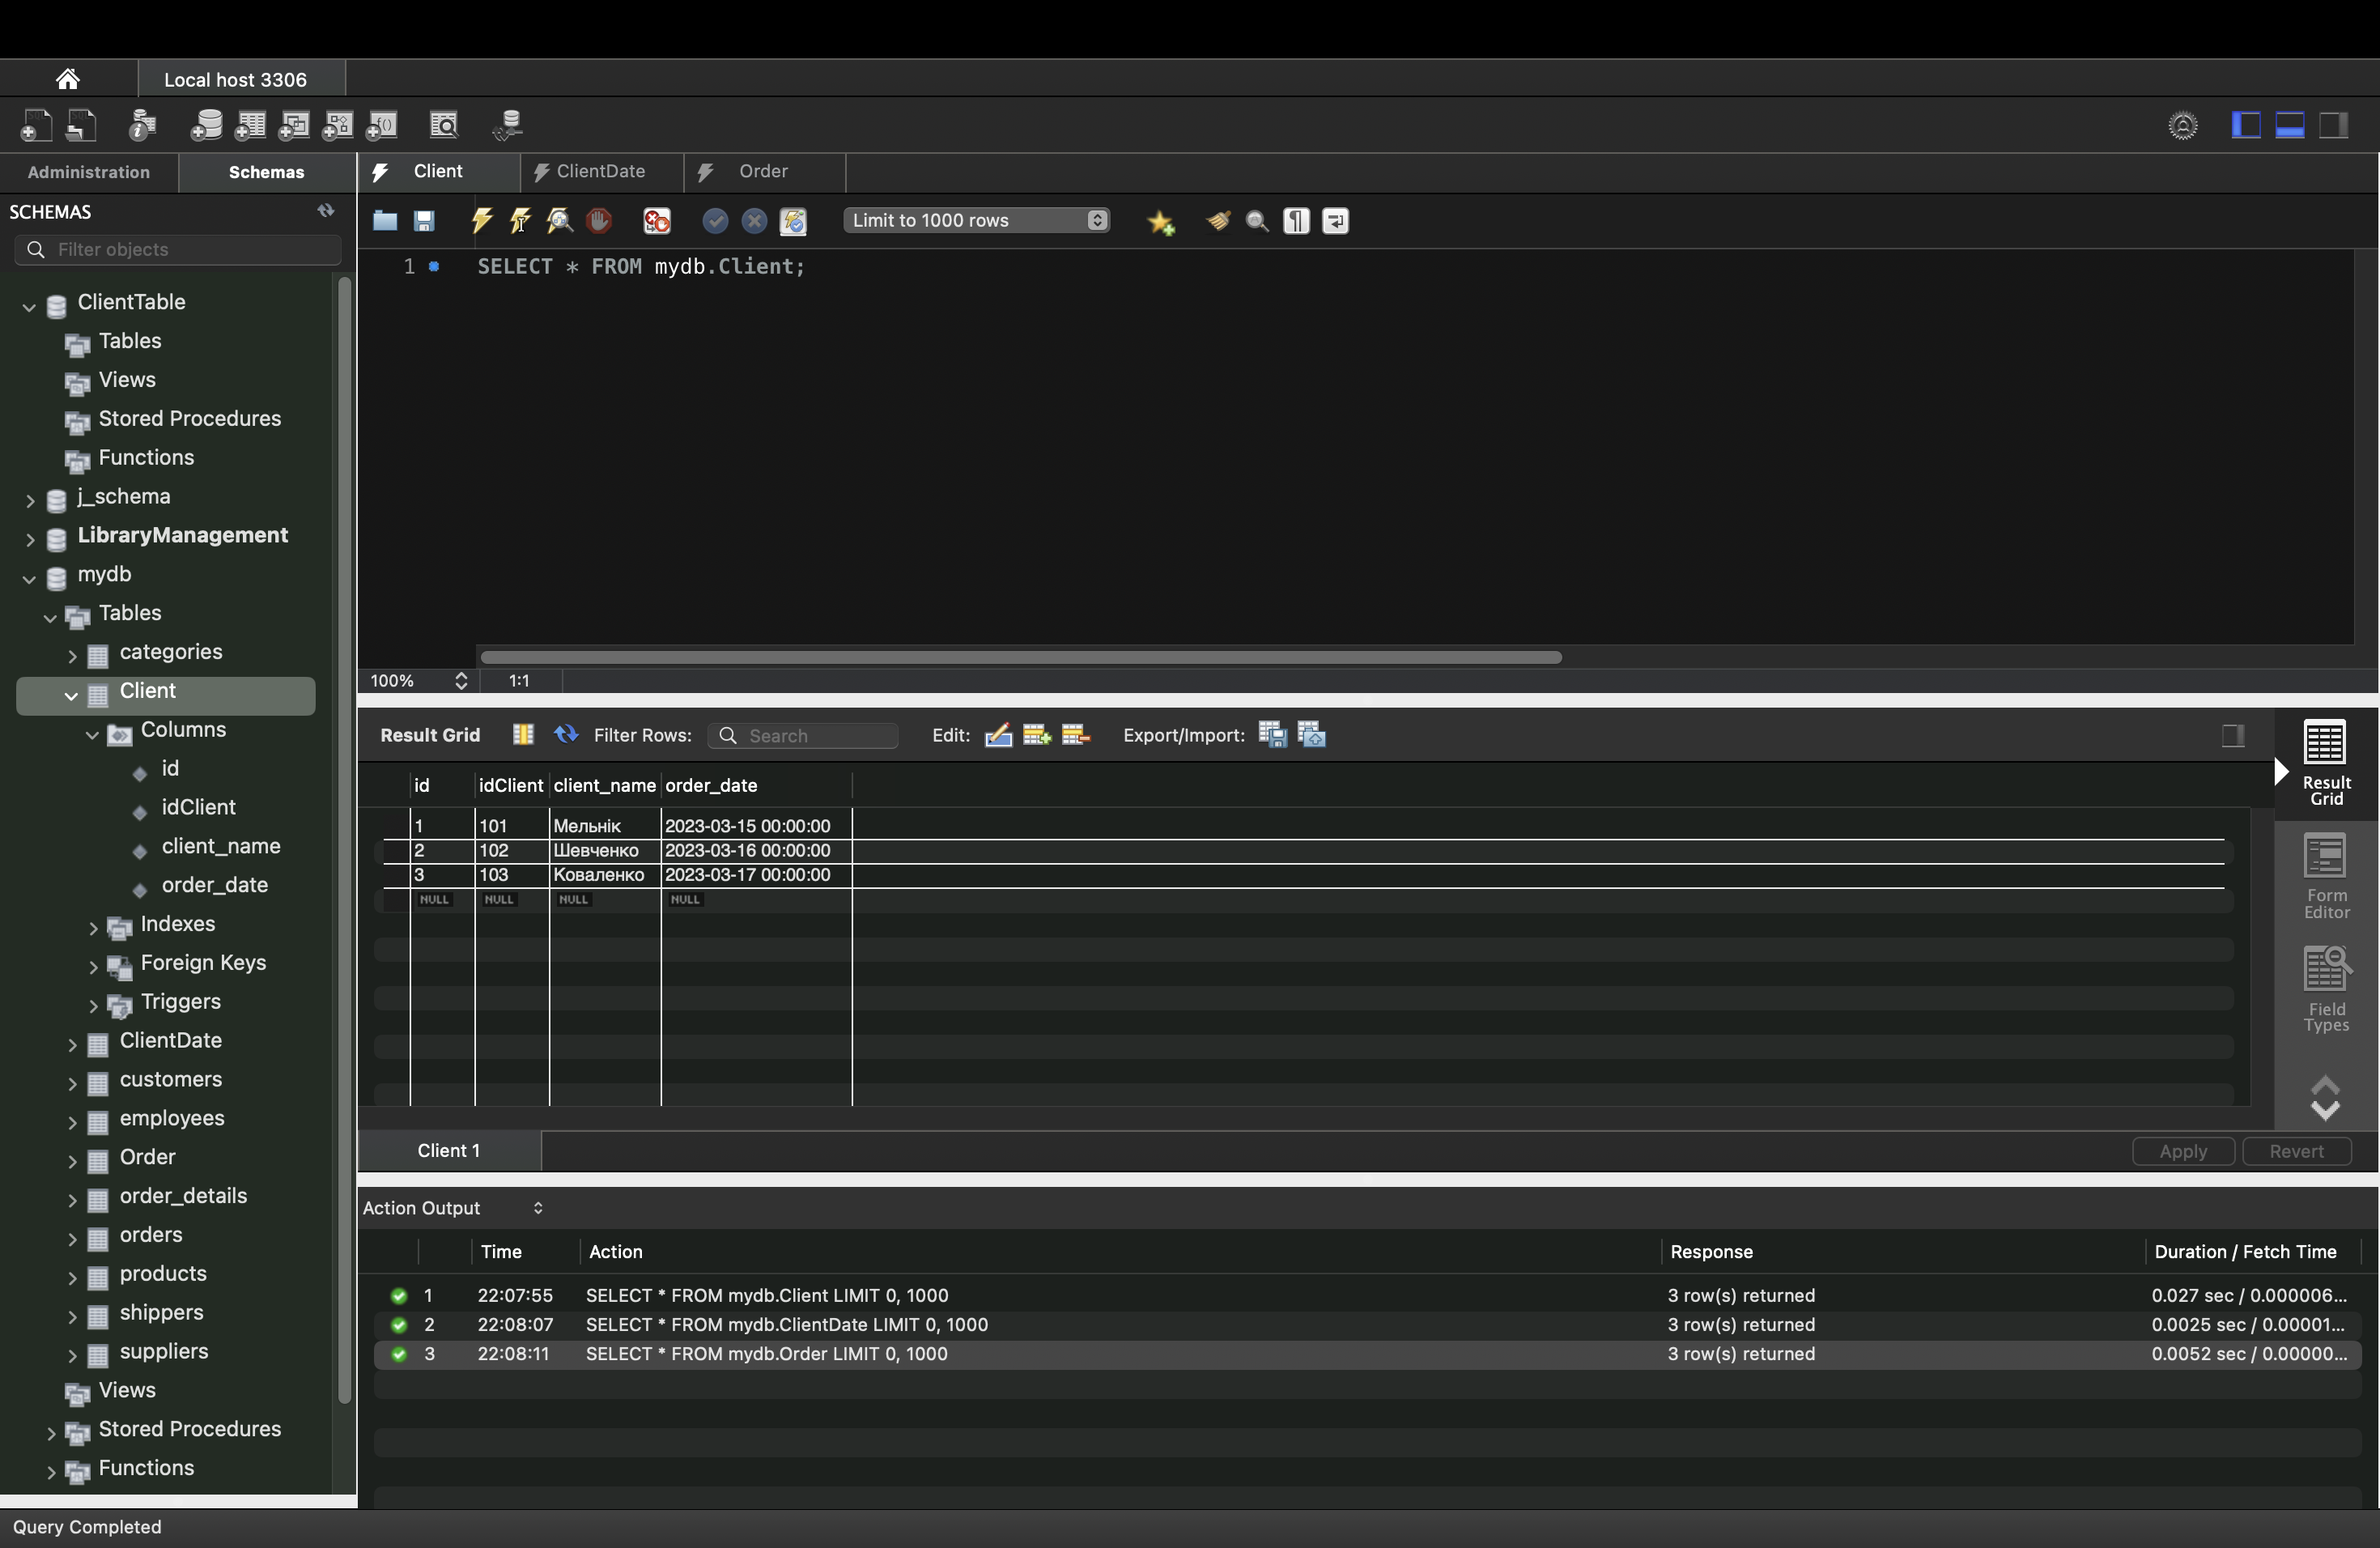 Local host 3306
Administration
Schemas
Client
ClientDate
Order
SCHEMAS
Filter objects
Limit to 1000 rows
1
SELECT * FROM mydb.Client;
ClientTable
Tables
Views
Stored Procedures
Functions
j_schema
LibraryManagement
mydb
Tables
categories
Client
Columns
id
idClient
client_name
order_date
Indexes
Foreign Keys
Triggers
ClientDate
customers
employees
Order
order_details
orders
products
shippers
suppliers
Views
Stored Procedures
Functions
100% 1:1
Result Grid Filter Rows: Search Edit: Export/Import:
id idClient client_name order_date
1 101 Мельнік 2023-03-15 00:00:00
2 102 Шевченко 2023-03-16 00:00:00
3 103 Коваленко 2023-03-17 00:00:00
NULL NULL NULL NULL
Result
Grid
Form
Editor
Field
Types
Client 1
Apply Revert
Action Output
Time Action Response Duration / Fetch Time
1 22:07:55 SELECT * FROM mydb.Client LIMIT 0, 1000 3 row(s) returned 0.027 sec / 0.000006...
2 22:08:07 SELECT * FROM mydb.ClientDate LIMIT 0, 1000 3 row(s) returned 0.0025 sec / 0.00001...
3 22:08:11 SELECT * FROM mydb.Order LIMIT 0, 1000 3 row(s) returned 0.0052 sec / 0.00000...
Query Completed